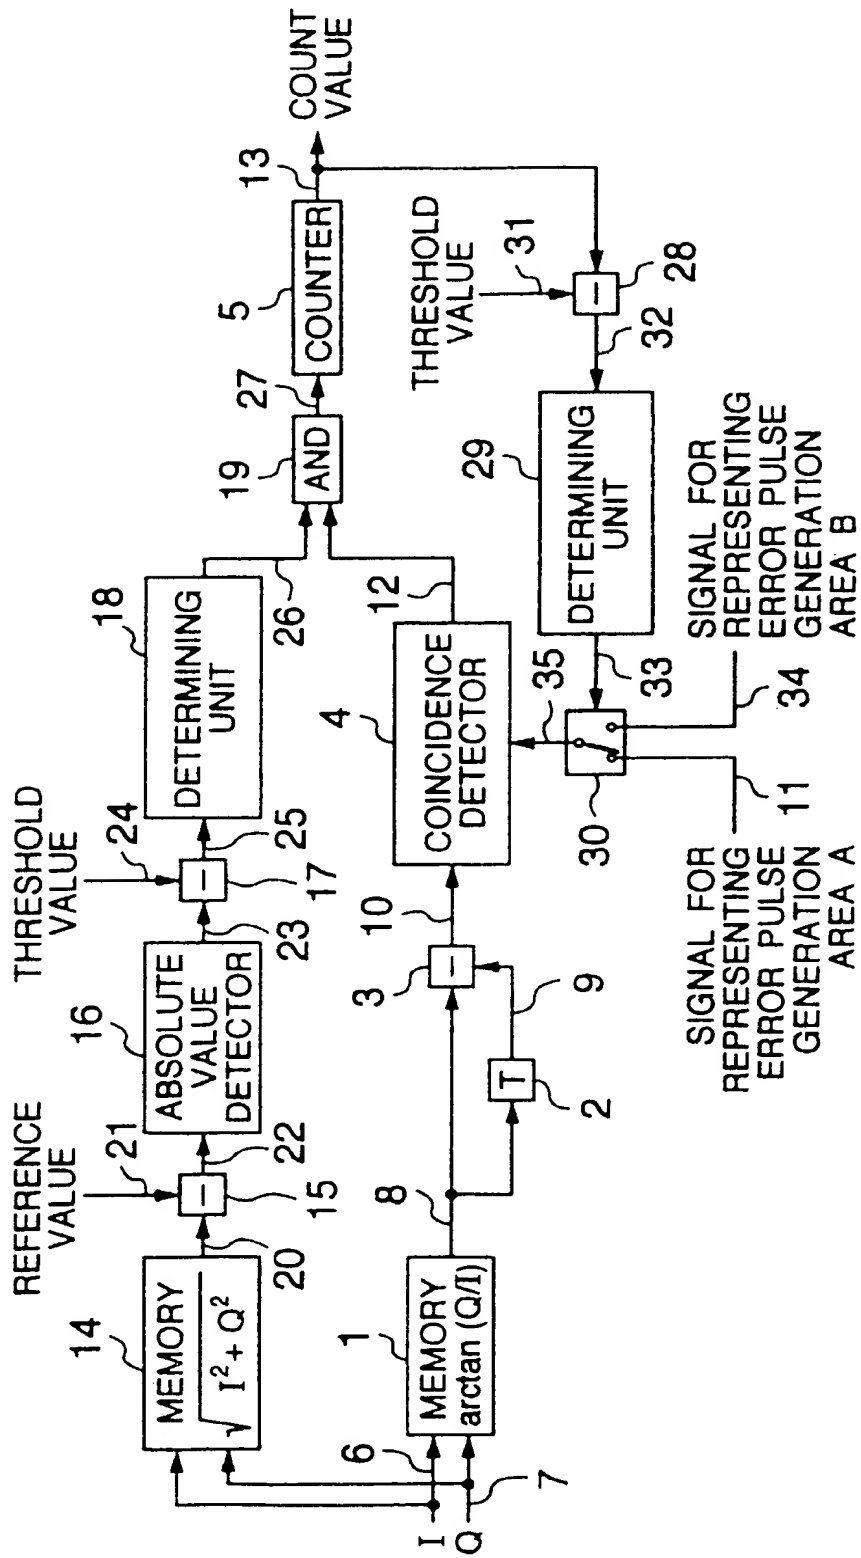 REFERENCE
VALUE
21
THRESHOLD
VALUE
24
14
MEMORY
√I²+Q²
20
15
22
16
ABSOLUTE
VALUE
DETECTOR
23
17
25
18
DETERMINING
UNIT
26
19
AND
27
5
COUNTER
13
COUNT
VALUE
I
Q
6
7
1
MEMORY
arctan (Q/I)
8
T
2
9
3
−
10
4
COINCIDENCE
DETECTOR
12
THRESHOLD
VALUE
31
−
28
32
29
DETERMINING
UNIT
33
35
30
11
34
SIGNAL FOR
REPRESENTING
ERROR PULSE
GENERATION
AREA A
SIGNAL FOR
REPRESENTING
ERROR PULSE
GENERATION
AREA B
−
−